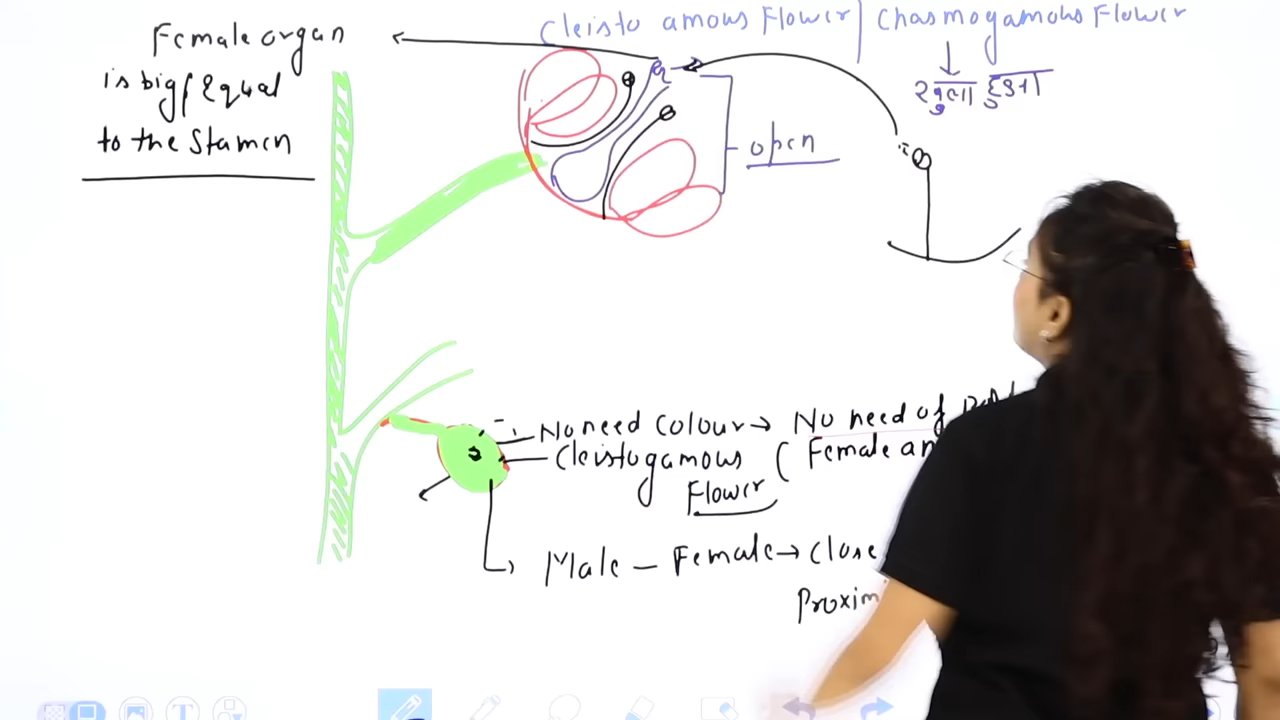 Cleisto amous Flower | Chasmogamous Flower
Female organ
is big/Equal
to the Stamen
खुला हुआ
open
No need colour → No need of
Cleistogamous (Female an
Flower
Male — Female → Close
Proxim